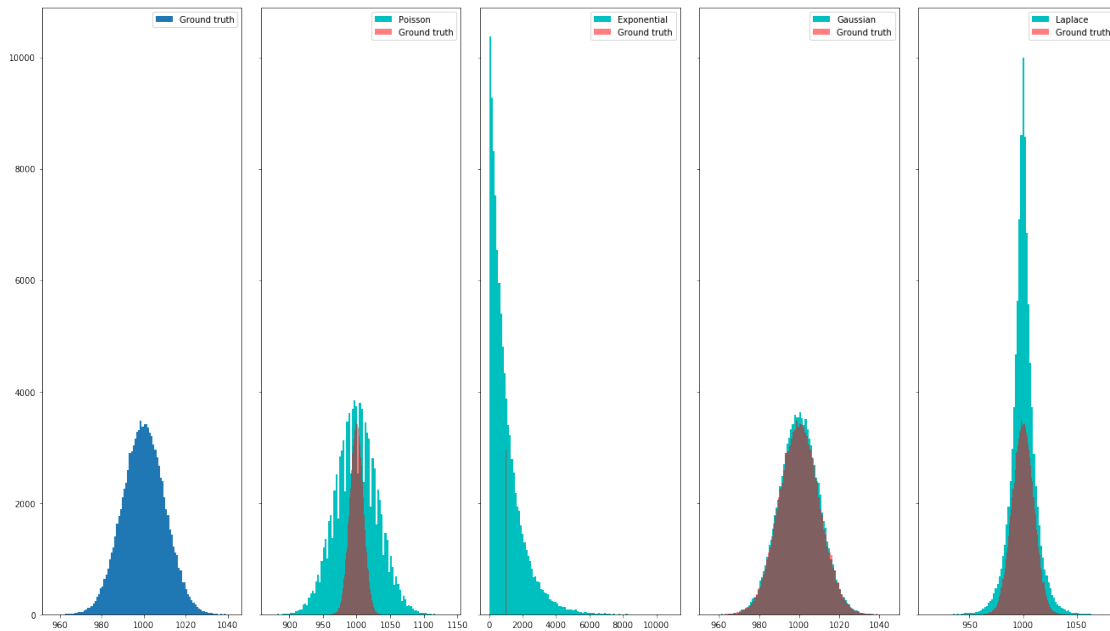 Ground truth
Poisson
Ground truth
Exponential
Ground truth
Gaussian
Ground truth
Laplace
Ground truth
10000
8000
6000
4000
2000
0
960 980 1000 1020 1040
900 950 1000 1050 1100 1150
0 2000 4000 6000 8000 10000
960 980 1000 1020 1040
950 1000 1050